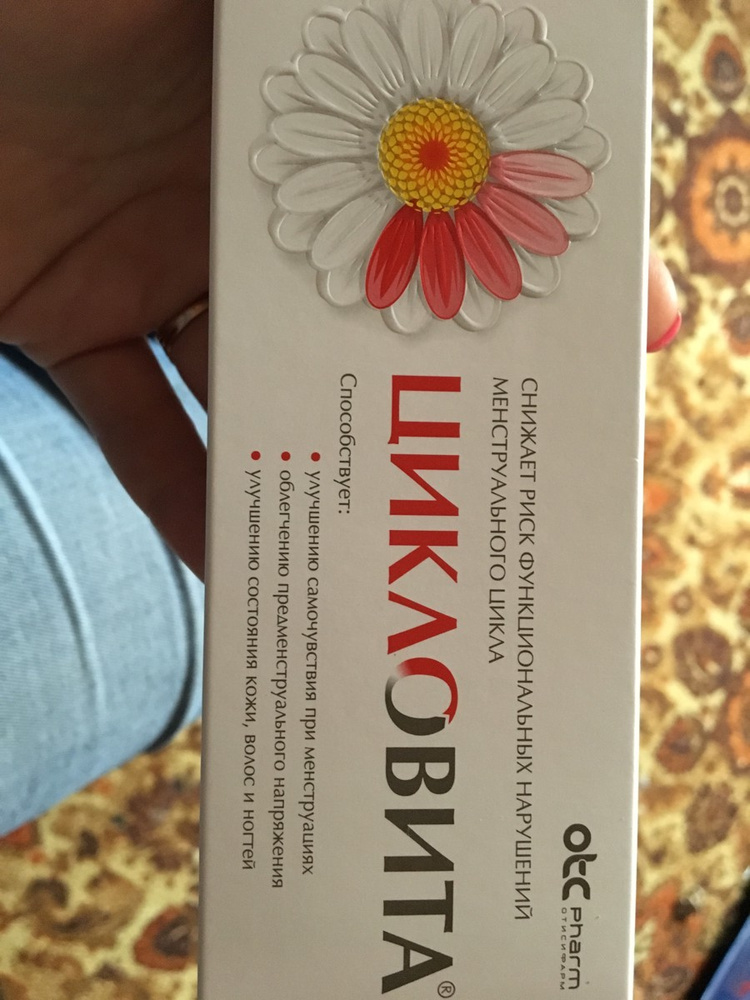 otc pharm
отисифарм
СНИЖАЕТ РИСК ФУНКЦИОНАЛЬНЫХ НАРУШЕНИЙ
МЕНСТРУАЛЬНОГО ЦИКЛА
ЦИКЛОВИТА®
Способствует:
• улучшению самочувствия при менструациях
• облегчению предменструального напряжения
• улучшению состояния кожи, волос и ногтей